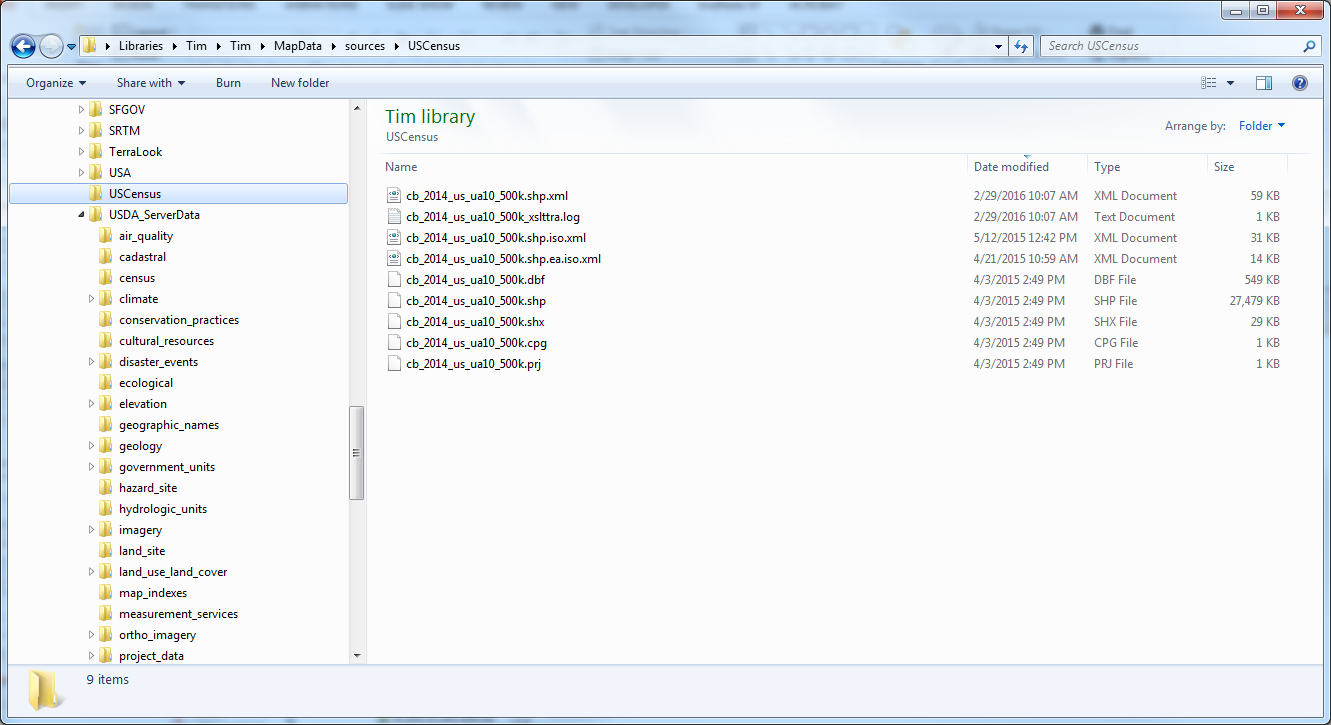 Libraries Tim Tim MapData sources USCensus
Search USCensus
Organize Share with Burn New folder
SFGOV
SRTM
TerraLook
USA
USCensus
USDA_ServerData
air_quality
cadastral
census
climate
conservation_practices
cultural_resources
disaster_events
ecological
elevation
geographic_names
geology
government_units
hazard_site
hydrologic_units
imagery
land_site
land_use_land_cover
map_indexes
measurement_services
ortho_imagery
project_data
Tim library
USCensus
Arrange by: Folder
Name Date modified Type Size
cb_2014_us_ua10_500k.shp.xml 2/29/2016 10:07 AM XML Document 59 KB
cb_2014_us_ua10_500k_xslttra.log 2/29/2016 10:07 AM Text Document 1 KB
cb_2014_us_ua10_500k.shp.iso.xml 5/12/2015 12:42 PM XML Document 31 KB
cb_2014_us_ua10_500k.shp.ea.iso.xml 4/21/2015 10:59 AM XML Document 14 KB
cb_2014_us_ua10_500k.dbf 4/3/2015 2:49 PM DBF File 549 KB
cb_2014_us_ua10_500k.shp 4/3/2015 2:49 PM SHP File 27,479 KB
cb_2014_us_ua10_500k.shx 4/3/2015 2:49 PM SHX File 29 KB
cb_2014_us_ua10_500k.cpg 4/3/2015 2:49 PM CPG File 1 KB
cb_2014_us_ua10_500k.prj 4/3/2015 2:49 PM PRJ File 1 KB
9 items